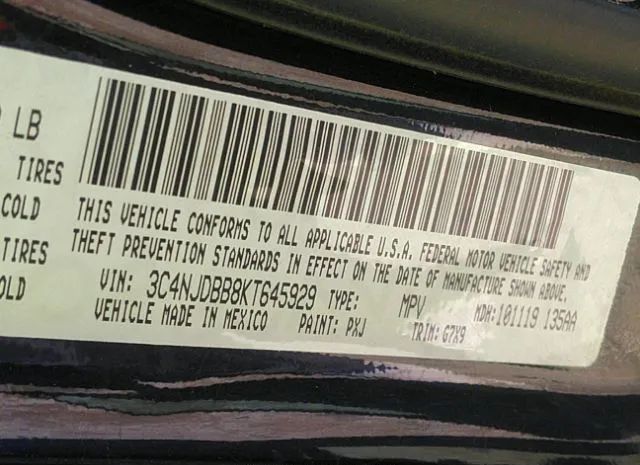 LB
TIRES
COLD
TIRES
OLD
THIS VEHICLE CONFORMS TO ALL APPLICABLE U.S.A. FEDERAL MOTOR VEHICLE SAFETY AND
THEFT PREVENTION STANDARDS IN EFFECT ON THE DATE OF MANUFACTURE SHOWN ABOVE.
VIN: 3C4NJDBB8KT645929 TYPE: MPV MDH: 101119 135AA
VEHICLE MADE IN MEXICO PAINT: PXJ TRIM: G7X9